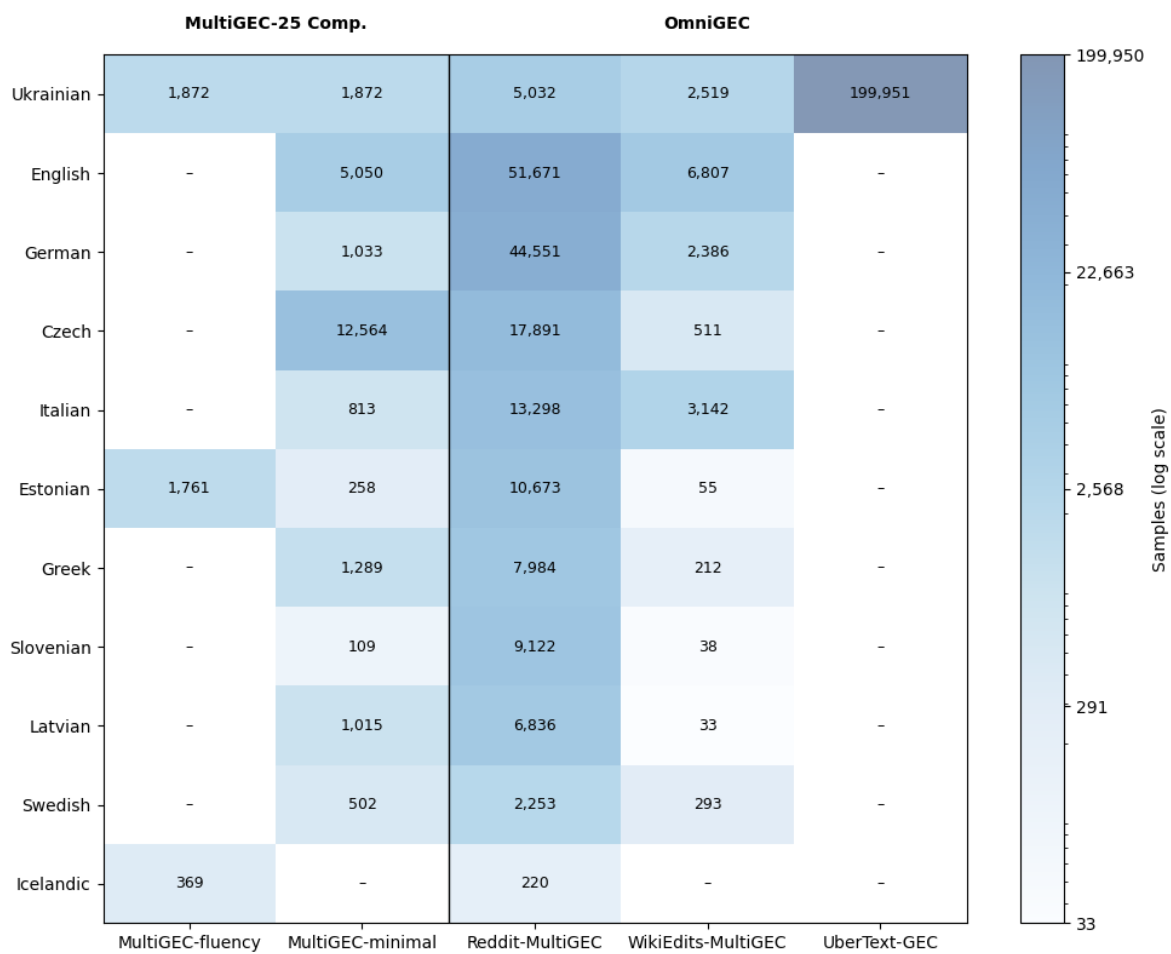 MultiGEC-25 Comp. OmniGEC
Ukrainian 1,872 1,872 5,032 2,519 199,951
English – 5,050 51,671 6,807 –
German – 1,033 44,551 2,386 –
Czech – 12,564 17,891 511 –
Italian – 813 13,298 3,142 –
Estonian 1,761 258 10,673 55 –
Greek – 1,289 7,984 212 –
Slovenian – 109 9,122 38 –
Latvian – 1,015 6,836 33 –
Swedish – 502 2,253 293 –
Icelandic 369 – 220 – –
MultiGEC-fluency MultiGEC-minimal Reddit-MultiGEC WikiEdits-MultiGEC UberText-GEC
199,950
22,663
2,568
291
33
Samples (log scale)